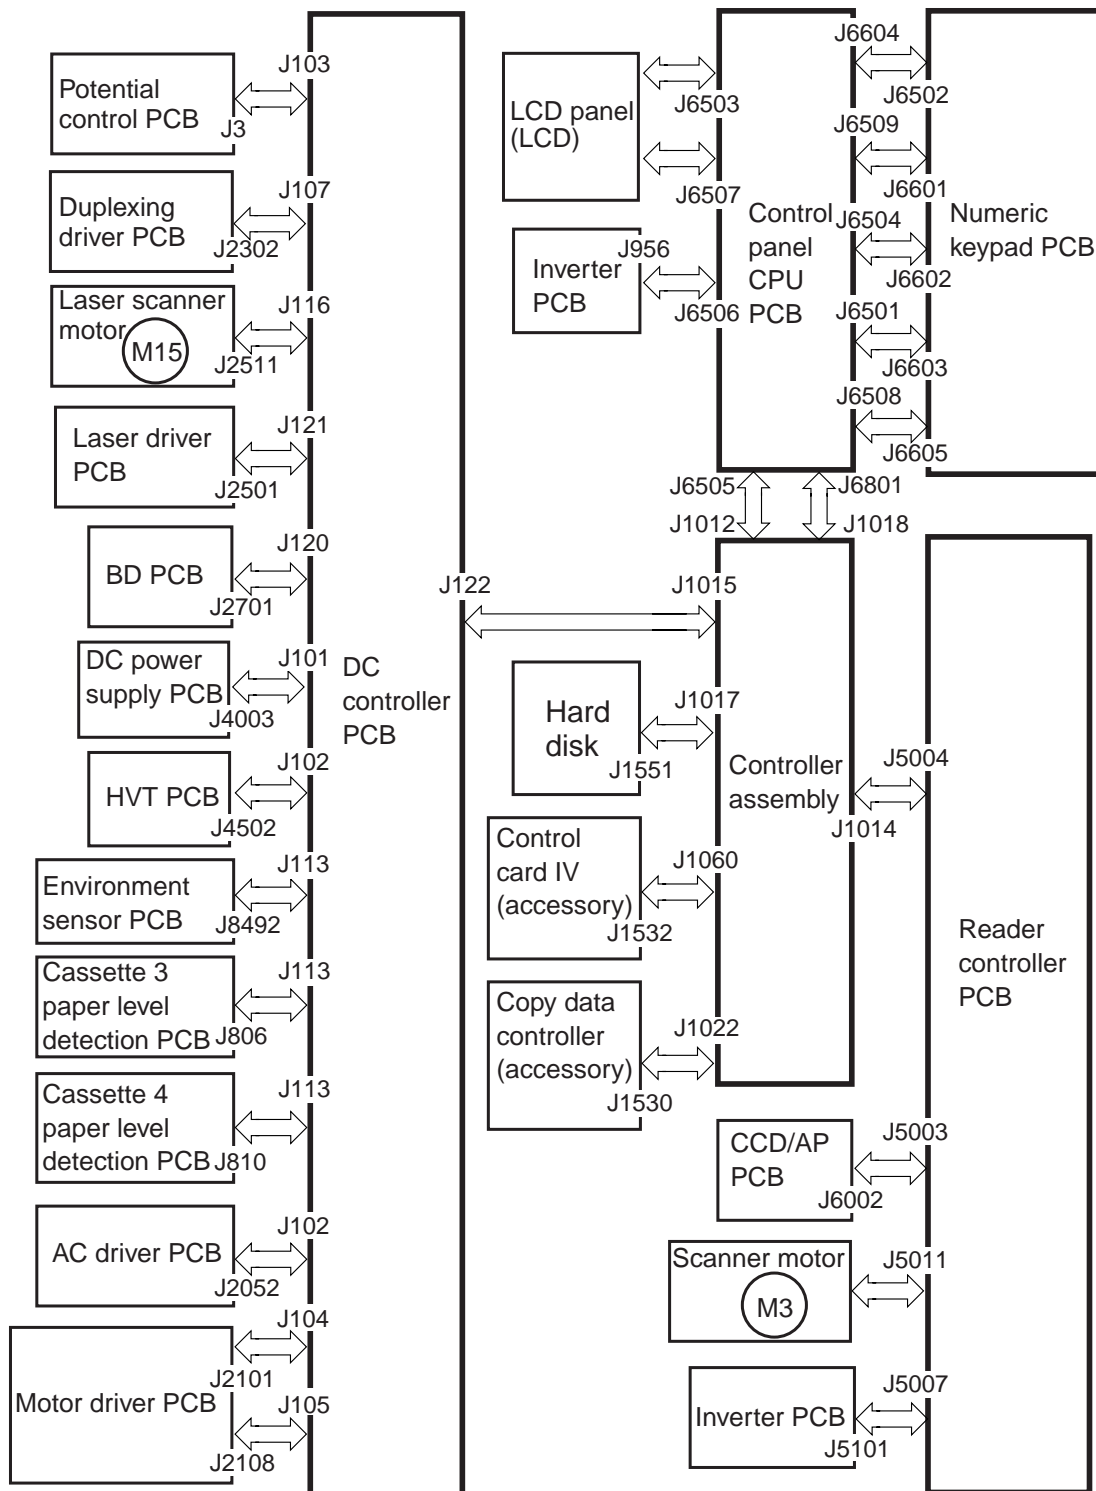 J103
Potential
control PCB
J3
J107
Duplexing
driver PCB
J2302
Laser scanner
motor
J116
M15
J2511
J121
Laser driver
PCB
J2501
J120
BD PCB
J2701
DC power
supply PCB
J101
J4003
J102
HVT PCB
J4502
J113
Environment
sensor PCB
J8492
Cassette 3
paper level
detection PCB
J113
J806
Cassette 4
paper level
detection PCB
J113
J810
J102
AC driver PCB
J2052
J104
J2101
Motor driver PCB
J105
J2108
DC
controller
PCB
J122
J1015
LCD panel
(LCD)
J6503
J6507
J956
Inverter
PCB
J6506
Control
panel
CPU
PCB
J6604
J6502
J6509
J6601
J6504
J6602
J6501
J6603
J6508
J6605
Numeric
keypad PCB
J6505
J6801
J1012
J1018
Hard
disk
J1017
J1551
Controller
assembly
J5004
J1014
Control
card IV
(accessory)
J1060
J1532
Copy data
controller
(accessory)
J1022
J1530
Reader
controller
PCB
CCD/AP
PCB
J5003
J6002
Scanner motor
M3
J5011
J5007
Inverter PCB
J5101